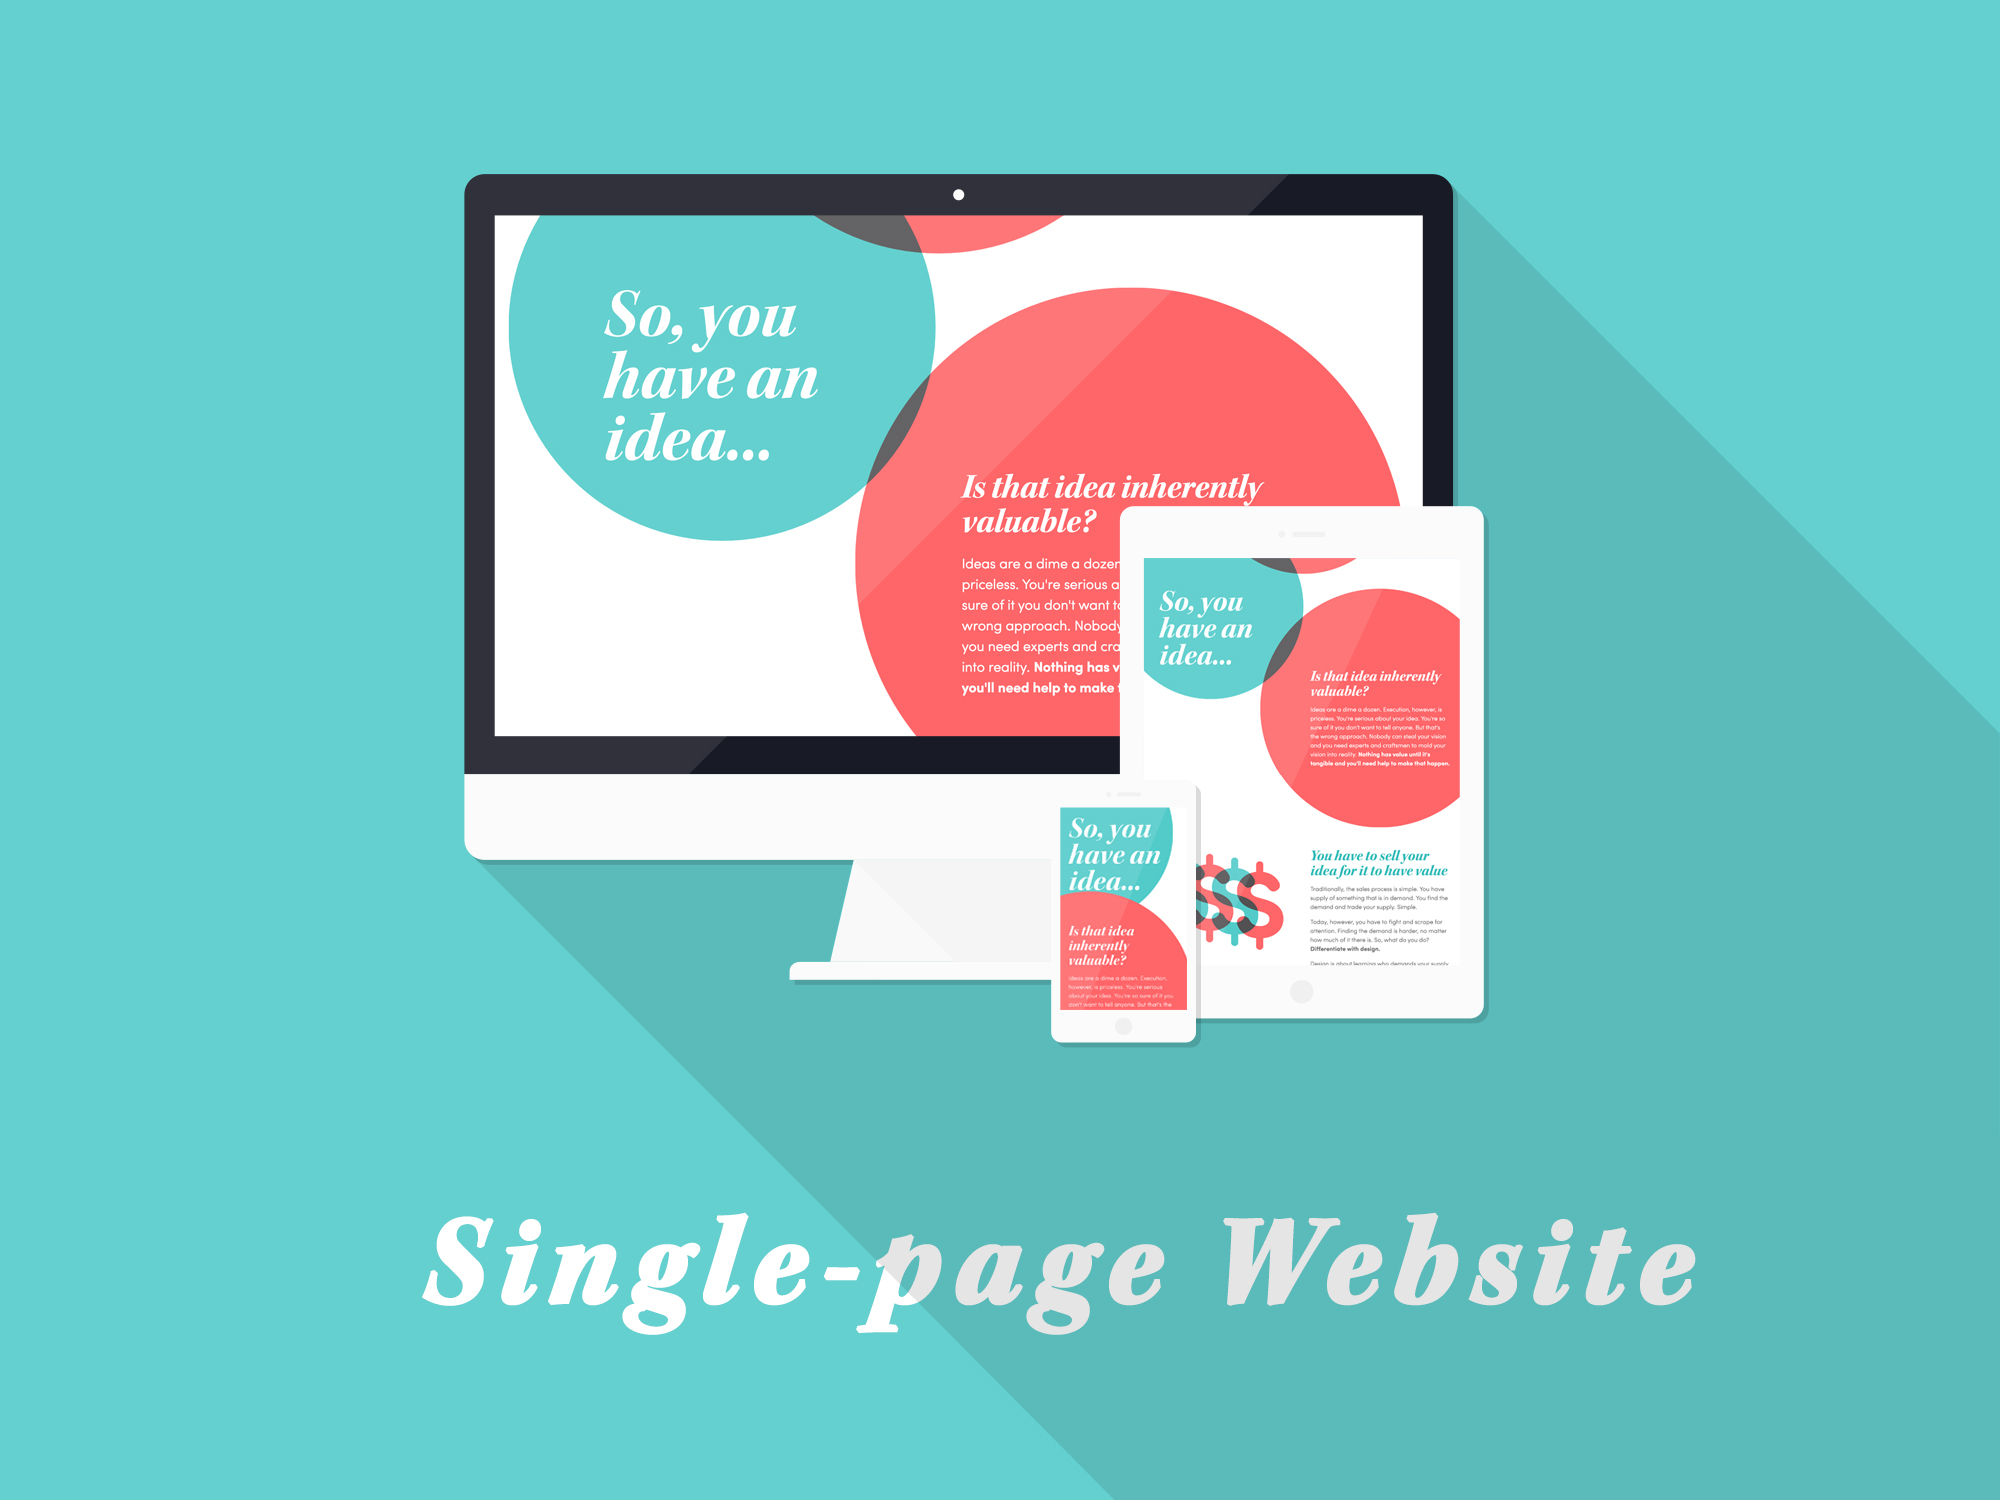 So, you
have an
idea...
Is that idea inherently
valuable?
Ideas are a dime a dozen
priceless. You're serious a
sure of it you don't want to
wrong approach. Nobody
you need experts and cra
into reality. Nothing has v
you'll need help to make
So, you
have an
idea...
Is that idea inherently
valuable?
Ideas are a dime a dozen. Execution, however, is
priceless. You're serious about your idea. You're so
sure of it you don't want to tell anyone. But that's
the wrong approach. Nobody can steal your vision
and you need experts and craftsmen to mold your
vision into reality. Nothing has value until it's
tangible and you'll need help to make that happen.
You have to sell your
idea for it to have value
Traditionally, the sales process is simple. You have
supply of something that is in demand. You find the
demand and trade your supply. Simple.
Today, however, you have to fight and scrape for
attention. Finding the demand is harder, no matter
how much of it there is. So, what do you do?
Differentiate with design.
Design is about learning who demands your supply
$$$
So, you
have an
idea...
Is that idea
inherently
valuable?
Ideas are a dime a dozen. Execution,
however, is priceless. You're serious
about your idea. You're so sure of it you
don't want to tell anyone. But that's the
Single-page Website